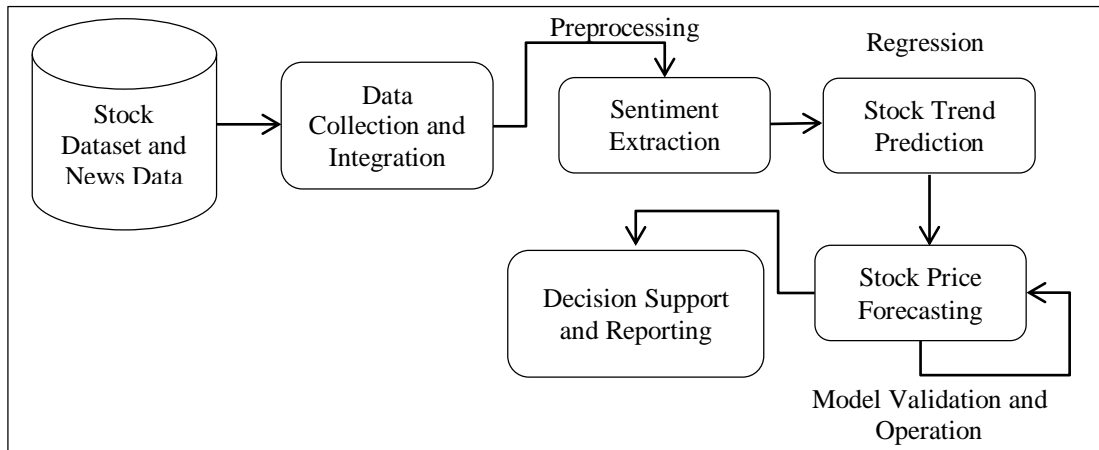 Preprocessing
Regression
Stock
Dataset and
News Data
Data
Collection and
Integration
Sentiment
Extraction
Stock Trend
Prediction
Decision Support
and Reporting
Stock Price
Forecasting
Model Validation and
Operation